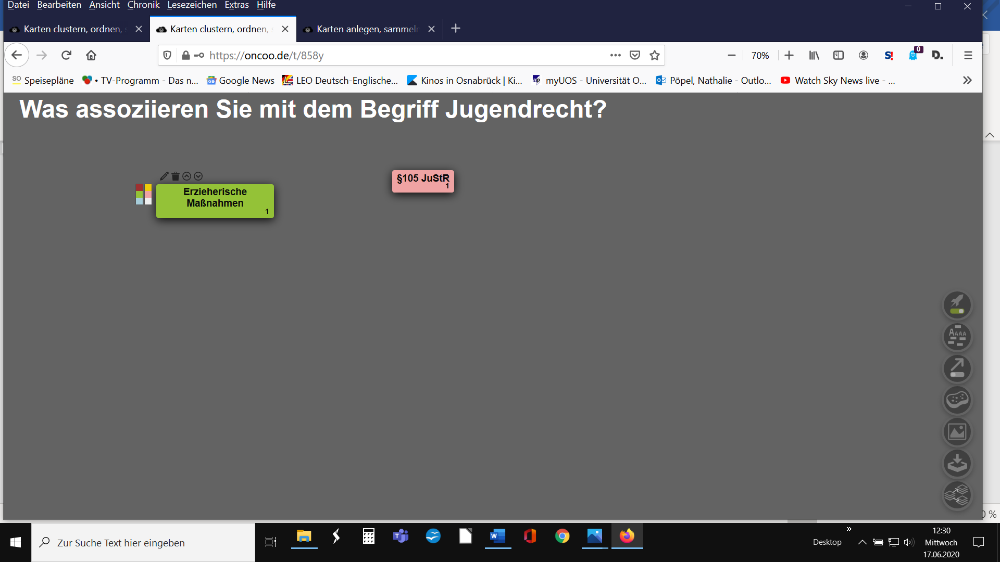 Datei Bearbeiten Ansicht Chronik Lesezeichen Extras Hilfe
Karten clustern, ordnen, Karten clustern, ordnen, Karten anlegen, sammeln
https://oncoo.de/t/858y 70% S! 0 D.
SO Speisepläne • TV-Programm - Das n... Google News LEO Deutsch-Englische... Kinos in Osnabrück | Ki... myUOS - Universität O... Pöpel, Nathalie - Outlo... Watch Sky News live - ...
Was assoziieren Sie mit dem Begriff Jugendrecht?
§105 JuStR
1
Erzieherische
Maßnahmen
1
AAAA
0 %
Zur Suche Text hier eingeben
Desktop
12:30
Mittwoch
17.06.2020